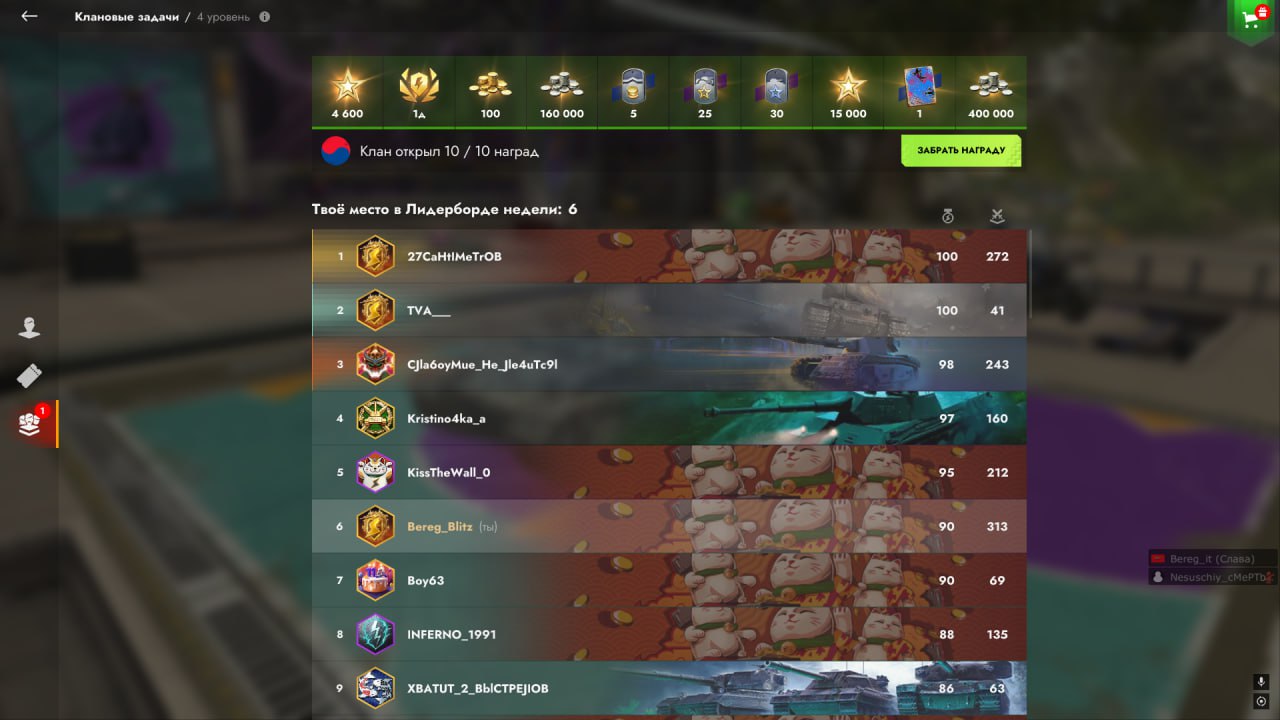 Клановые задачи / 4 уровень
4 600 1д 100 160 000 5 25 30 15 000 1 400 000
Клан открыл 10 / 10 наград
ЗАБРАТЬ НАГРАДУ
Твоё место в Лидерборде недели: 6
1 27CaHtIMeTrOB 100 272
2 TVA___ 100 41
3 CJla6oyMue_He_Jle4uTc9l 98 243
4 Kristino4ka_a 97 160
1
5 KissTheWall_0 95 212
6 Bereg_Blitz (ты) 90 313
Bereg_it (Слава)
7 Boy63 90 69
8 INFERNO_1991 88 135
9 XBATUT_2_BblCTPEJIOB 86 63